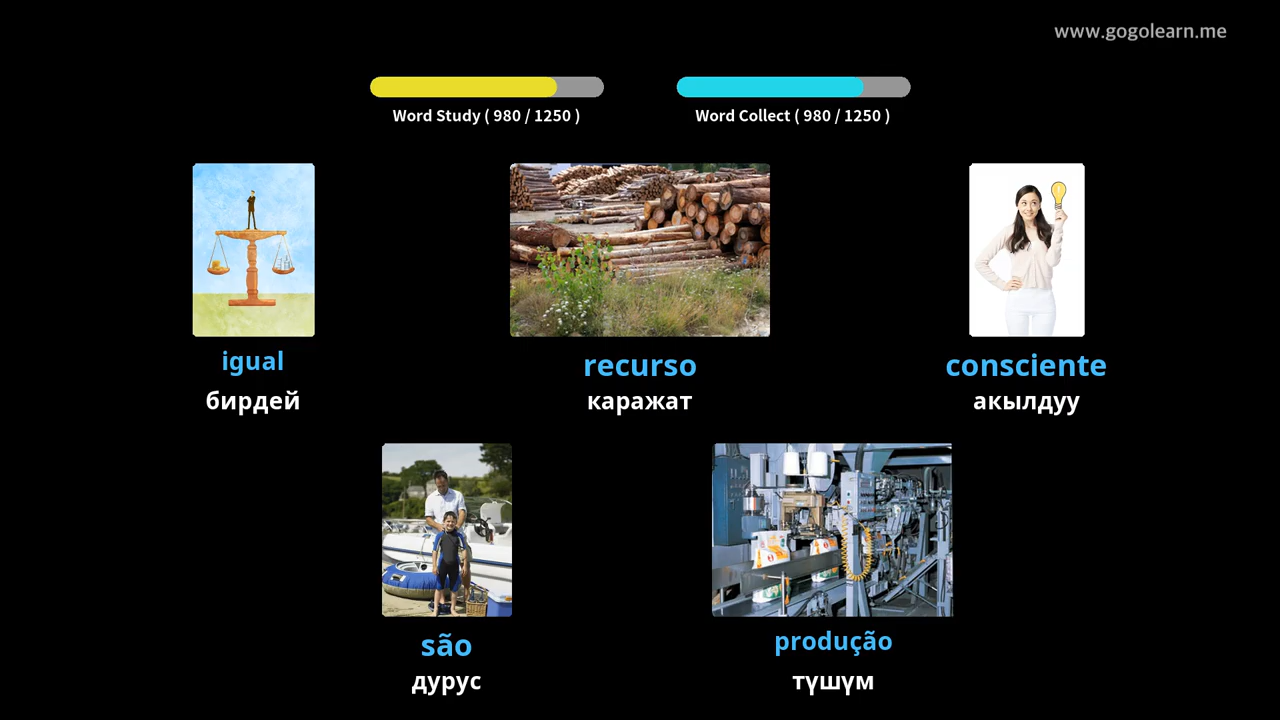 www.gogolearn.me
Word Study ( 980 / 1250 )
Word Collect ( 980 / 1250 )
igual
бирдей
recurso
каражат
consciente
акылдуу
são
дурус
produção
түшүм